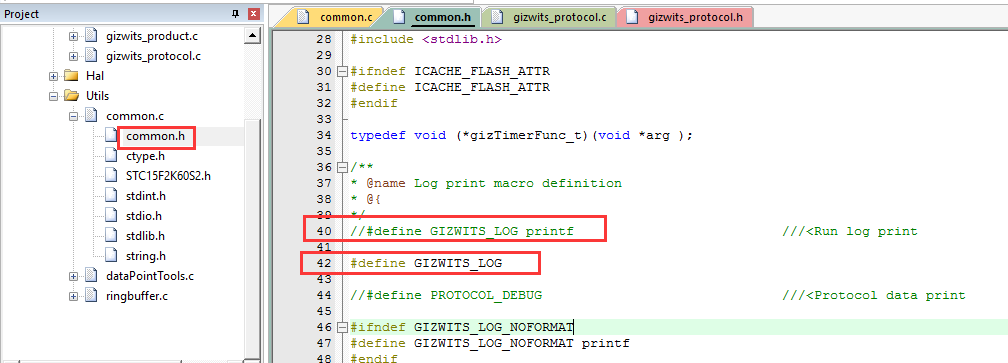 Project
gizwits_product.c
gizwits_protocol.c
Hal
Utils
common.c
common.h
ctype.h
STC15F2K60S2.h
stdint.h
stdio.h
stdlib.h
string.h
dataPointTools.c
ringbuffer.c
common.c common.h gizwits_protocol.c gizwits_protocol.h
28 #include <stdlib.h>
29
30 #ifndef ICACHE_FLASH_ATTR
31 #define ICACHE_FLASH_ATTR
32 #endif
33
34 typedef void (*gizTimerFunc_t)(void *arg );
35
36 /**
37 * @name Log print macro definition
38 * @{
39 */
40 //#define GIZWITS_LOG printf ///<Run log print
41
42 #define GIZWITS_LOG
43
44 //#define PROTOCOL_DEBUG ///<Protocol data print
45
46 #ifndef GIZWITS_LOG_NOFORMAT
47 #define GIZWITS_LOG_NOFORMAT printf
48 #endif